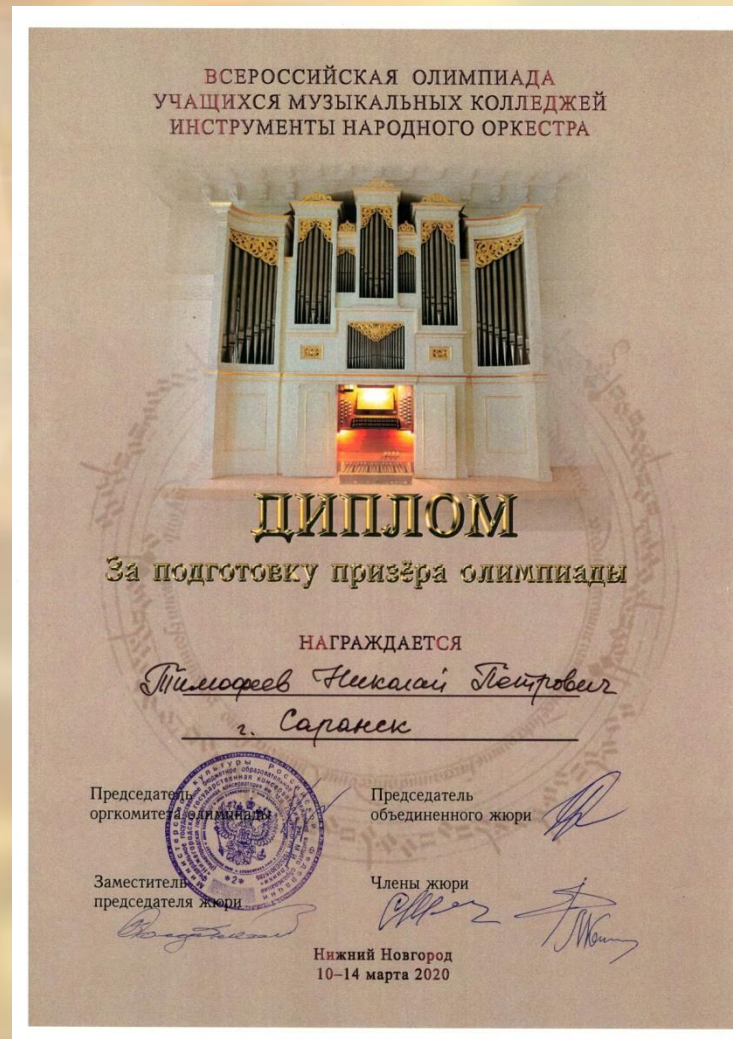 ВСЕРОССИЙСКАЯ ОЛИМПИАДА
УЧАЩИХСЯ МУЗЫКАЛЬНЫХ КОЛЛЕДЖЕЙ
ИНСТРУМЕНТЫ НАРОДНОГО ОРКЕСТРА
ДИПЛОМ
За подготовку призёра олимпиады
НАГРАЖДАЕТСЯ
Тимофеев Николай Петрович
г. Саранск
Председатель
оргкомитета олимпиады
Председатель
объединенного жюри
Заместитель
председателя жюри
Члены жюри
Нижний Новгород
10–14 марта 2020